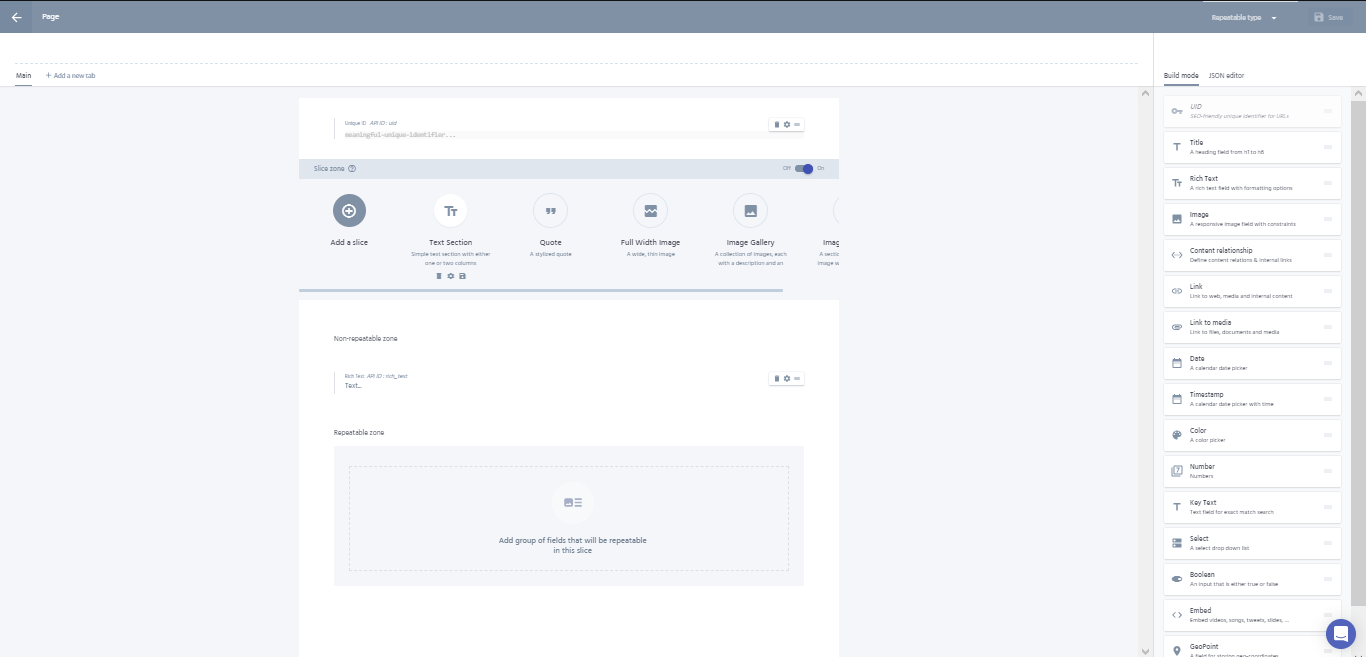 Page
Repeatable type
Save
Main
+ Add a new tab
Build mode
JSON editor
Unique ID API ID : uid
meaningful-unique-identifier...
Slice zone
Off
On
Add a slice
Text Section
Simple text section with either
one or two columns
Quote
A stylised quote
Full Width Image
A wide, thin image
Image Gallery
A collection of images, each
with a description and an
Imag
A sectio
image w
Non-repeatable zone
Rich Text API ID : rich_text
Text...
Repeatable zone
Add group of fields that will be repeatable
in this slice
UID
SEO-friendly unique identifier for URLs
Title
A heading field from h1 to h6
Rich Text
A rich text field with formatting options
Image
A responsive image field with constraints
Content relationship
Define content relations & internal links
Link
Link to web, media and internal content
Link to media
Link to files, documents and media
Date
A calendar date picker
Timestamp
A calendar date picker with time
Color
A color picker
Number
Numbers
Key Text
Text field for exact match search
Select
A select drop down list
Boolean
An input that is either true or false
Embed
Embed videos, songs, tweets, slides, ...
GeoPoint
A field for storing geo-coordinates